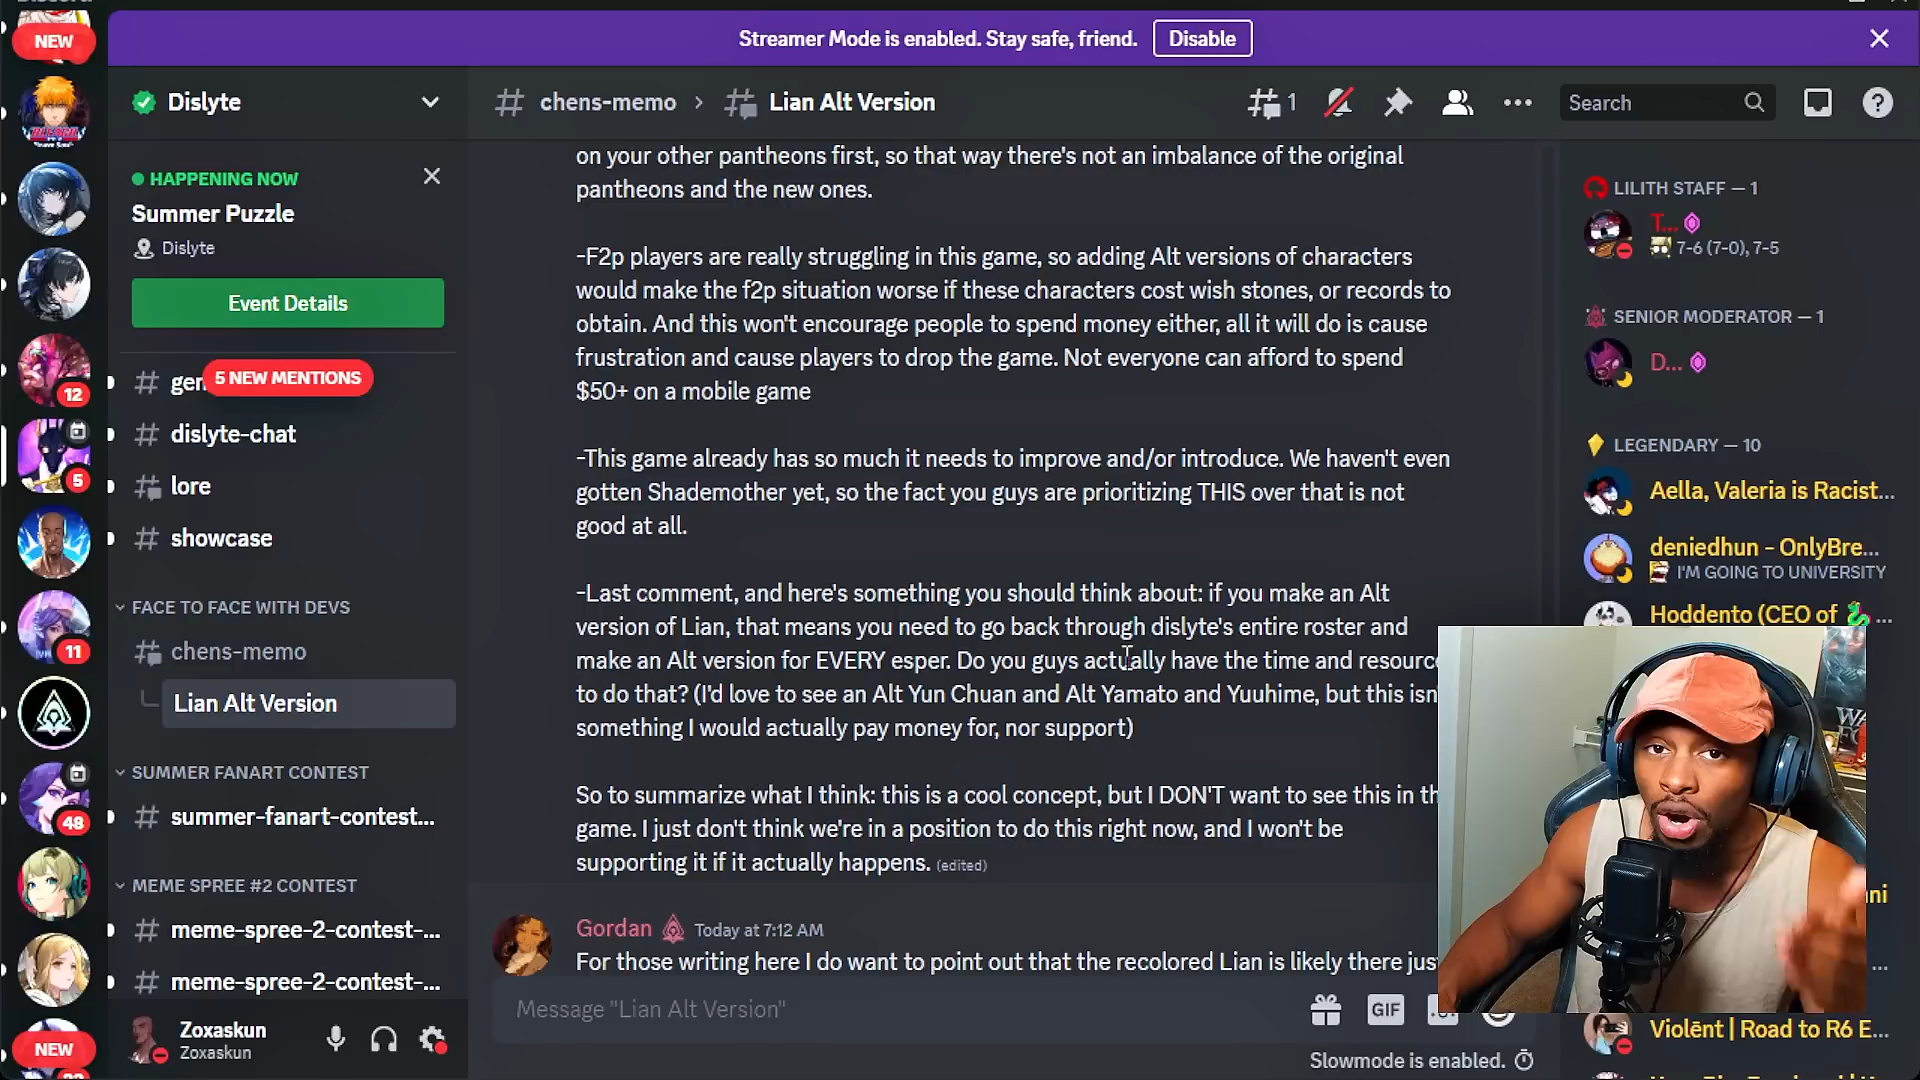 NEW
Streamer Mode is enabled. Stay safe, friend.
Disable
Dislyte
chens-memo
Lian Alt Version
1
Search
HAPPENING NOW
Summer Puzzle
Dislyte
Event Details
5 NEW MENTIONS
dislyte-chat
lore
showcase
FACE TO FACE WITH DEVS
chens-memo
Lian Alt Version
SUMMER FANART CONTEST
summer-fanart-contest...
MEME SPREE #2 CONTEST
meme-spree-2-contest-...
meme-spree-2-contest-...
Zoxaskun
Zoxaskun
BLEACH
12
5
11
48
NEW
on your other pantheons first, so that way there's not an imbalance of the original
pantheons and the new ones.
-F2p players are really struggling in this game, so adding Alt versions of characters
would make the f2p situation worse if these characters cost wish stones, or records to
obtain. And this won't encourage people to spend money either, all it will do is cause
frustration and cause players to drop the game. Not everyone can afford to spend
$50+ on a mobile game
-This game already has so much it needs to improve and/or introduce. We haven't even
gotten Shademother yet, so the fact you guys are prioritizing THIS over that is not
good at all.
-Last comment, and here's something you should think about: if you make an Alt
version of Lian, that means you need to go back through dislyte's entire roster and
make an Alt version for EVERY esper. Do you guys actually have the time and resourc
to do that? (I'd love to see an Alt Yun Chuan and Alt Yamato and Yuuhime, but this isn'
something I would actually pay money for, nor support)
So to summarize what I think: this is a cool concept, but I DON'T want to see this in th
game. I just don't think we're in a position to do this right now, and I won't be
supporting it if it actually happens. (edited)
Gordan Today at 7:12 AM
For those writing here I do want to point out that the recolored Lian is likely there jus
Message "Lian Alt Version"
GIF
Slowmode is enabled.
LILITH STAFF — 1
T...
7-6 (7-0), 7-5
SENIOR MODERATOR — 1
D...
LEGENDARY — 10
Aella, Valeria is Racist...
deniedhun - OnlyBre...
I'M GOING TO UNIVERSITY
Hoddento (CEO of ...
ni
...
Violēnt | Road to R6 E...